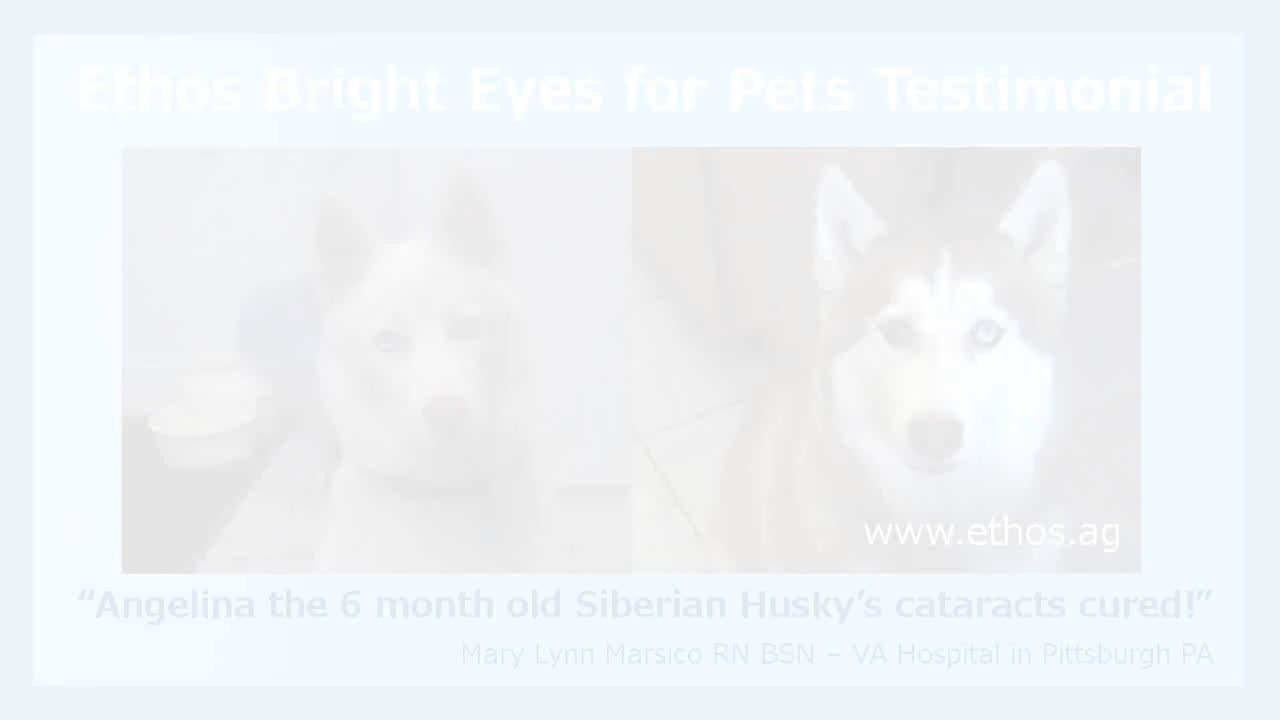 Ethos Bright Eyes for Pets Testimonial
www.ethos.ag
“Angelina the 6 month old Siberian Husky’s cataracts cured!”
Mary Lynn Marsico RN BSN – VA Hospital in Pittsburgh PA